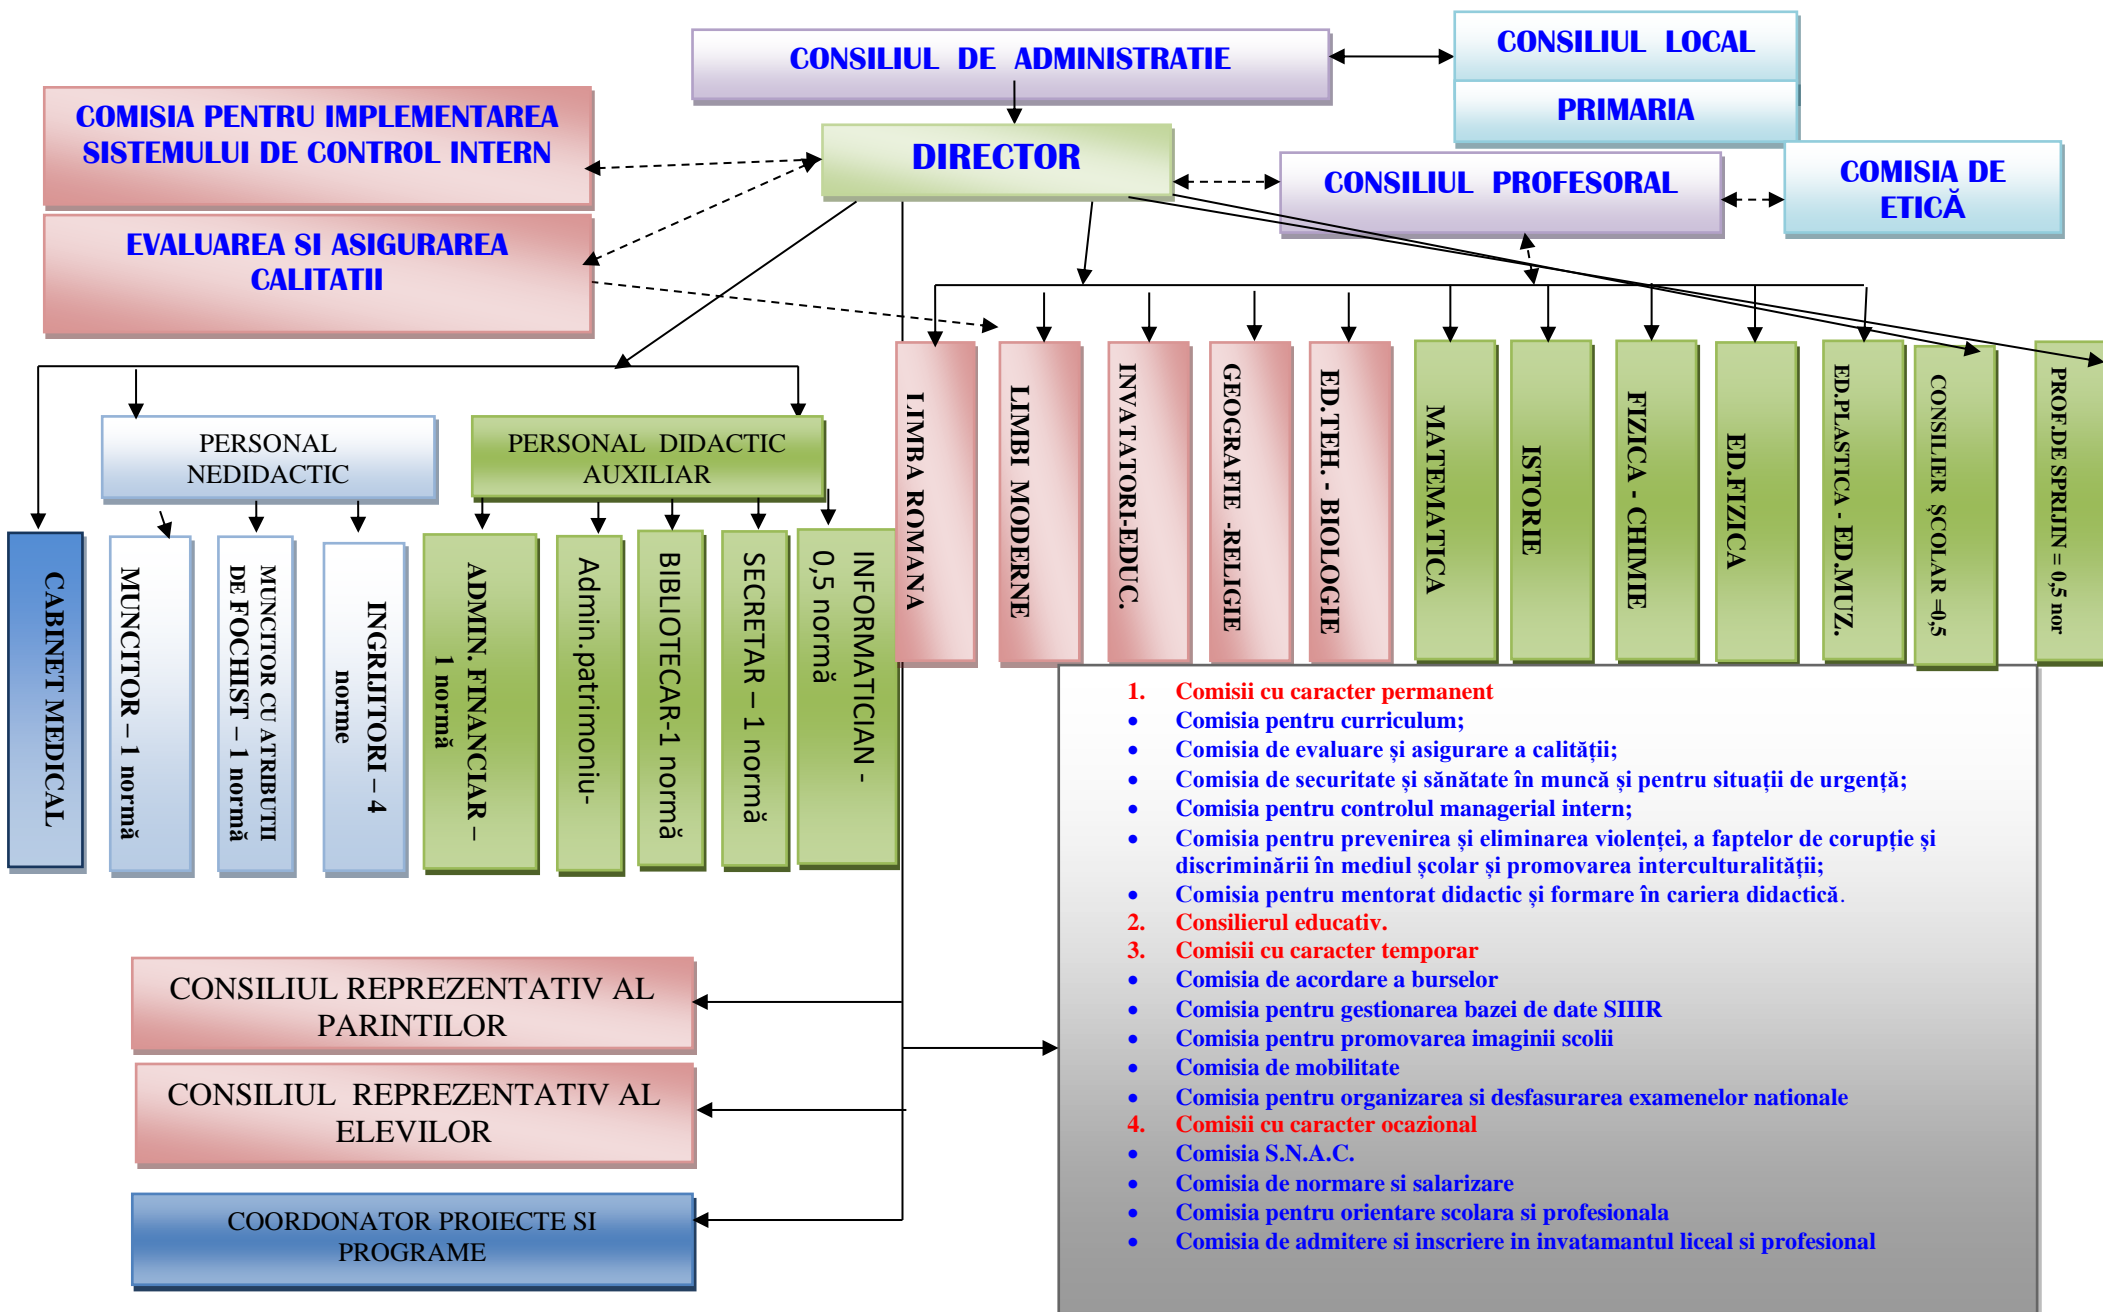 CONSILIUL DE ADMINISTRATIE
CONSILIUL LOCAL
PRIMARIA
COMISIA PENTRU IMPLEMENTAREA
SISTEMULUI DE CONTROL INTERN
DIRECTOR
CONSILIUL PROFESORAL
COMISIA DE
ETICĂ
EVALUAREA SI ASIGURAREA
CALITATII
PERSONAL
NEDIDACTIC
PERSONAL DIDACTIC
AUXILIAR
LIMBA ROMANA
LIMBI MODERNE
INVATATORI-EDUC.
GEOGRAFIE -RELIGIE
ED.TEH. - BIOLOGIE
MATEMATICA
ISTORIE
FIZICA - CHIMIE
ED.FIZICA
ED.PLASTICA - ED.MUZ.
CONSILIER ȘCOLAR =0,5
PROF.DE SPRIJIN = 0,5 nor
CABINET MEDICAL
MUNCITOR – 1 normă
MUNCITOR CU ATRIBUTII
DE FOCHIST – 1 normă
INGRIJITORI – 4
norme
ADMIN. FINANCIAR –
1 normă
Admin.patrimoniu-
BIBLIOTECAR-1 normă
SECRETAR – 1 normă
INFORMATICIAN -
0,5 normă
1. Comisii cu caracter permanent
• Comisia pentru curriculum;
• Comisia de evaluare și asigurare a calității;
• Comisia de securitate și sănătate în muncă și pentru situații de urgență;
• Comisia pentru controlul managerial intern;
• Comisia pentru prevenirea și eliminarea violenței, a faptelor de corupție și
discriminării în mediul școlar și promovarea interculturalității;
• Comisia pentru mentorat didactic și formare în cariera didactică.
2. Consilierul educativ.
3. Comisii cu caracter temporar
• Comisia de acordare a burselor
• Comisia pentru gestionarea bazei de date SIIIR
• Comisia pentru promovarea imaginii scolii
• Comisia de mobilitate
• Comisia pentru organizarea si desfasurarea examenelor nationale
4. Comisii cu caracter ocazional
• Comisia S.N.A.C.
• Comisia de normare si salarizare
• Comisia pentru orientare scolara si profesionala
• Comisia de admitere si inscriere in invatamantul liceal si profesional
CONSILIUL REPREZENTATIV AL
PARINTILOR
CONSILIUL REPREZENTATIV AL
ELEVILOR
COORDONATOR PROIECTE SI
PROGRAME